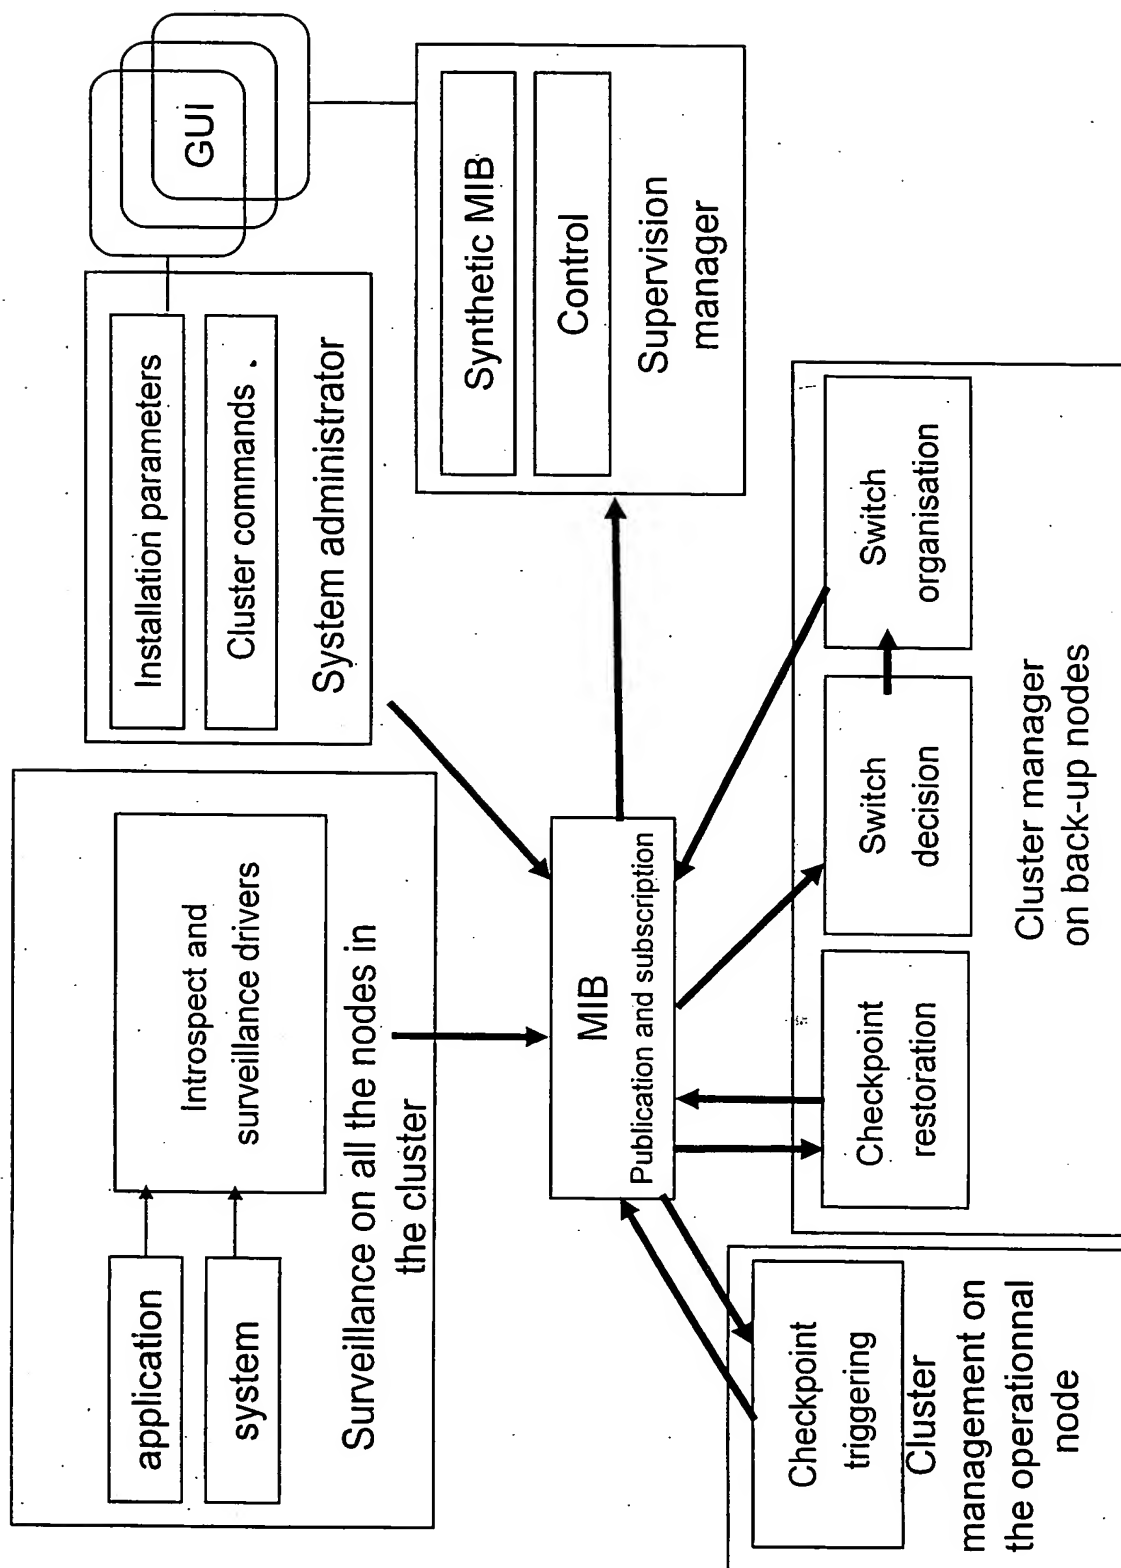 application
system
Introspect and
surveillance drivers
Surveillance on all the nodes in
the cluster
Installation parameters
Cluster commands
System administrator
GUI
Synthetic MIB
Control
Supervision
manager
MIB
Publication and subscription
Checkpoint
triggering
Cluster
management on
the operationnal
node
Checkpoint
restoration
Switch
decision
Switch
organisation
Cluster manager
on back-up nodes